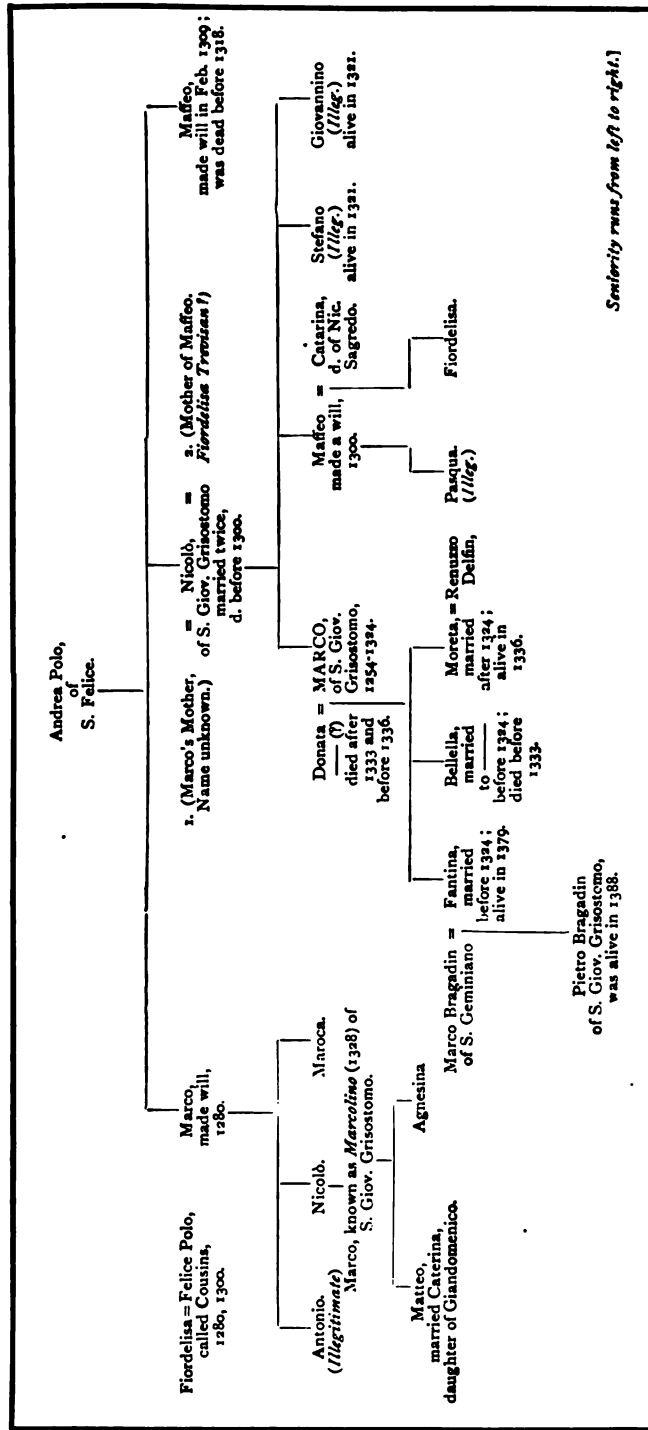 Andrea Polo,
of
S. Felice.
Fiordelisa = Felice Polo,
called Cousins,
1280, 1300.
Marco,
made will,
1280.
1. (Marco's Mother,
Name unknown.)
= Nicolò, =
of S. Giov. Grisostomo
married twice,
d. before 1300.
2. (Mother of Maffeo.
Fiordelisa Trevisan?)
Maffeo,
made will in Feb. 1309;
was dead before 1318.
Antonio.
(Illegitimate)
Nicolò.
Maroca.
Donata = MARCO,
—— (?)
died after
1333 and
before 1336.
of S. Giov.
Grisostomo,
1254-1324.
Maffeo =
made a will,
1300.
Catarina,
d. of Nic.
Sagredo.
Stefano
(Illeg.)
alive in 1321.
Giovannino
(Illeg.)
alive in 1321.
Marco, known as Marcolino (1328) of
S. Giov. Grisostomo.
Matteo,
married Caterina,
daughter of Giandomenico.
Agnesina
Marco Bragadin =
of S. Geminiano
Fantina,
married
before 1324;
alive in 1379.
Bellella,
married
to ——
before 1324;
died before
1333.
Moreta, =
married
after 1324;
alive in
1336.
Renuzzo
Delfin,
Pasqua.
(Illeg.)
Fiordelisa.
Pietro Bragadin
of S. Giov. Grisostomo,
was alive in 1388.
Seniority runs from left to right.]